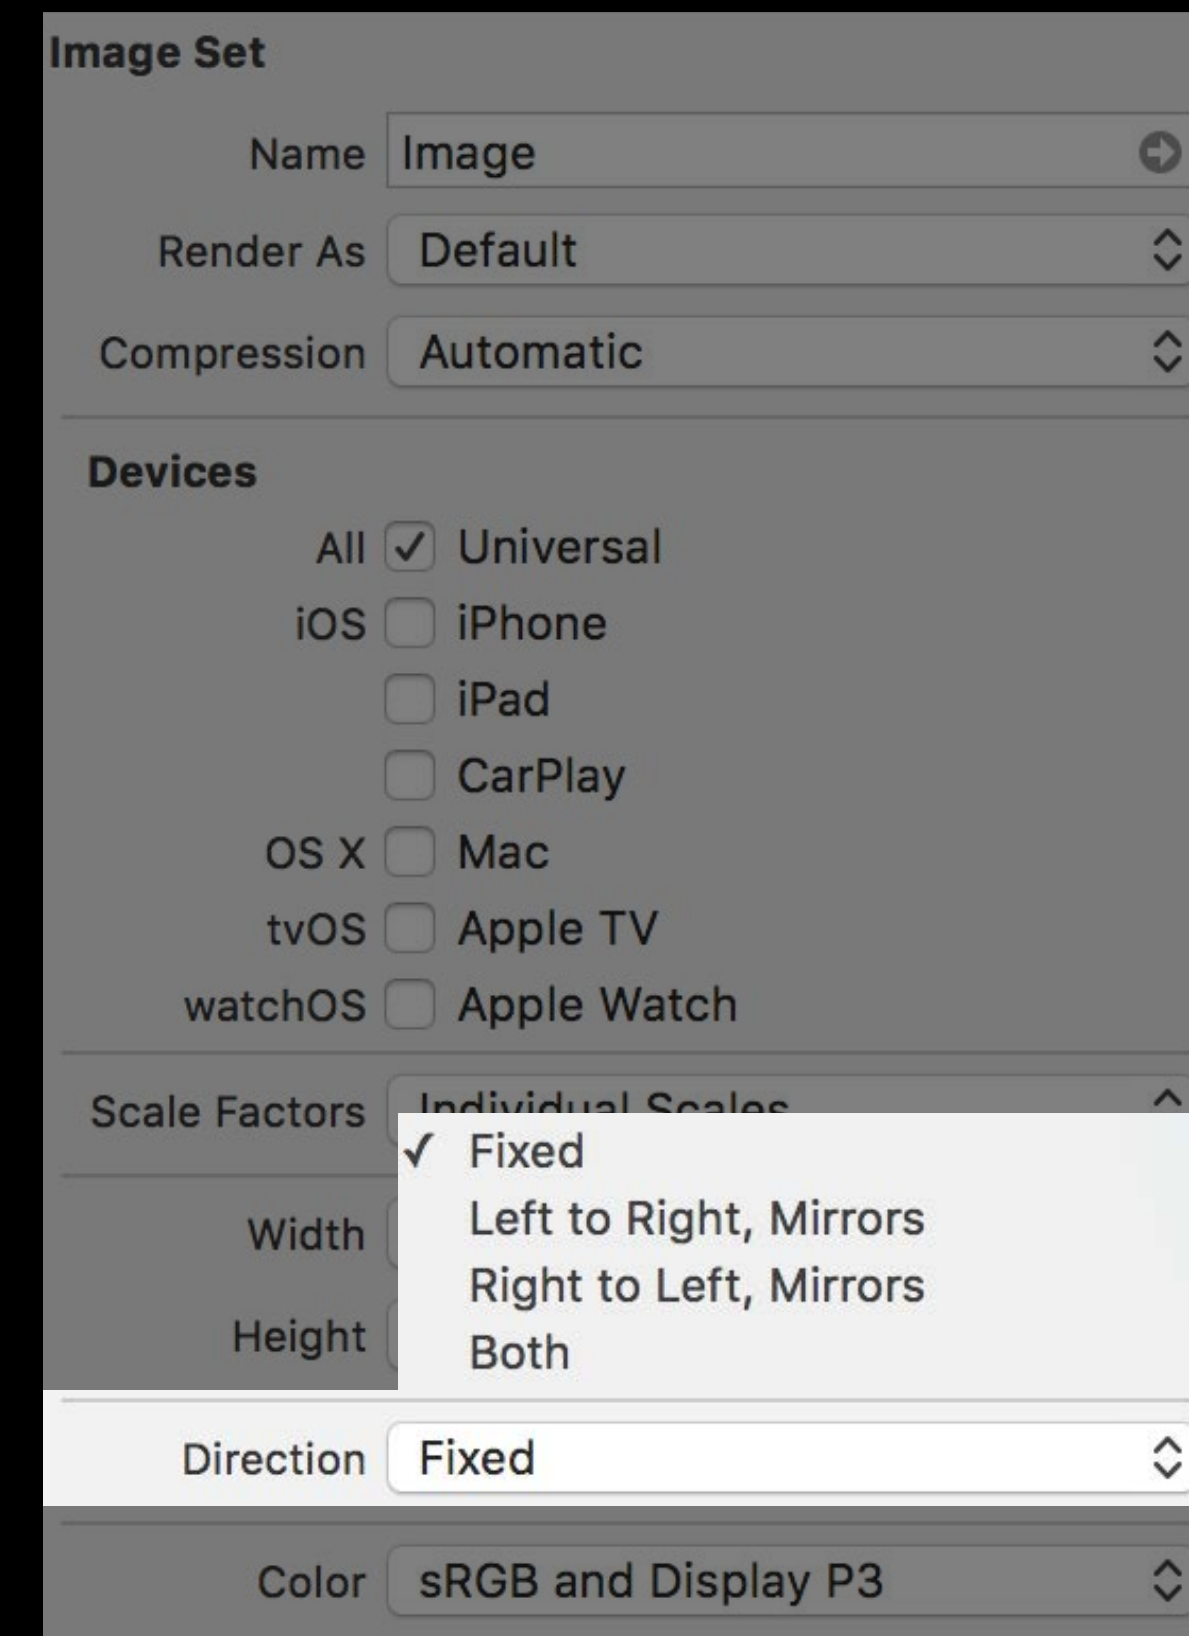 Image Set
Name Image
Render As Default
Compression Automatic
Devices
All Universal
iOS iPhone
iPad
CarPlay
OS X Mac
tvOS Apple TV
watchOS Apple Watch
Scale Factors Individual Scales
✓ Fixed
Left to Right, Mirrors
Width
Right to Left, Mirrors
Height
Both
Direction Fixed
Color sRGB and Display P3